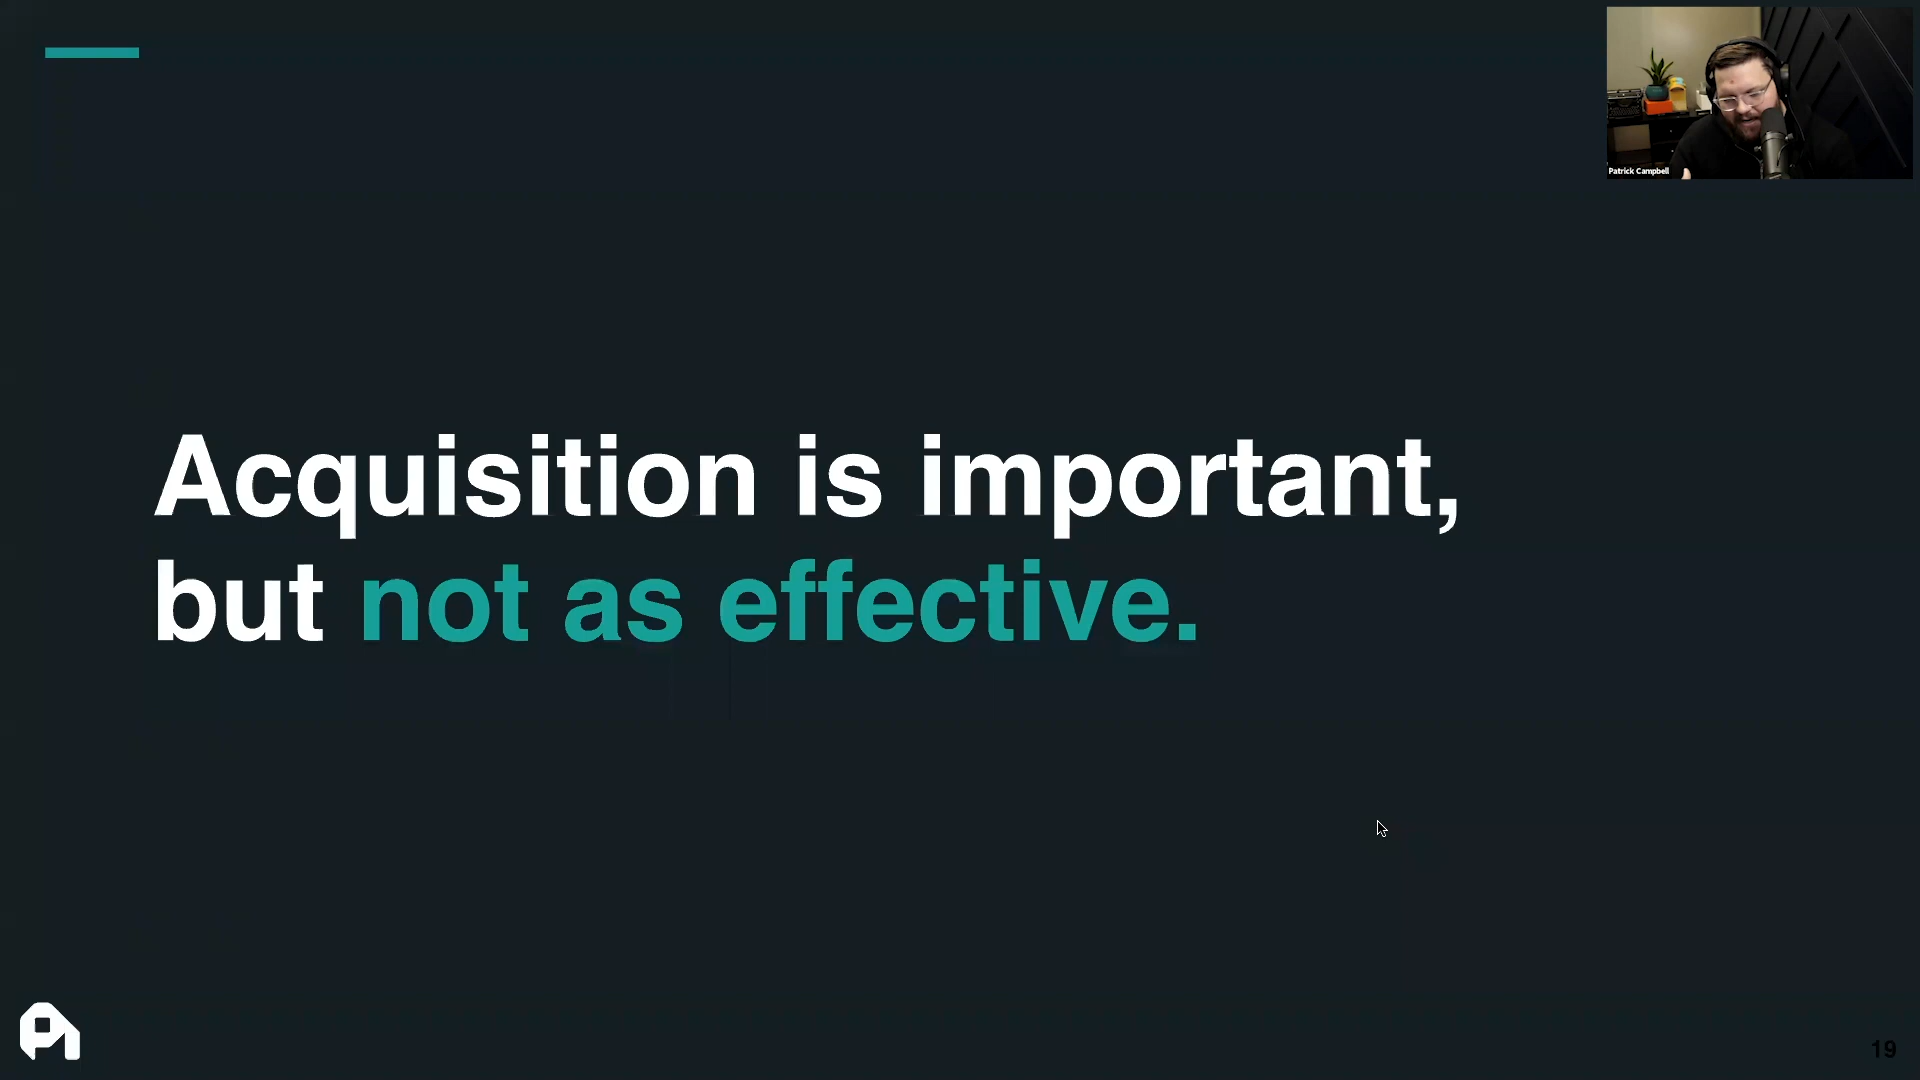 Patrick Campbell
Acquisition is important,
but not as effective.
19